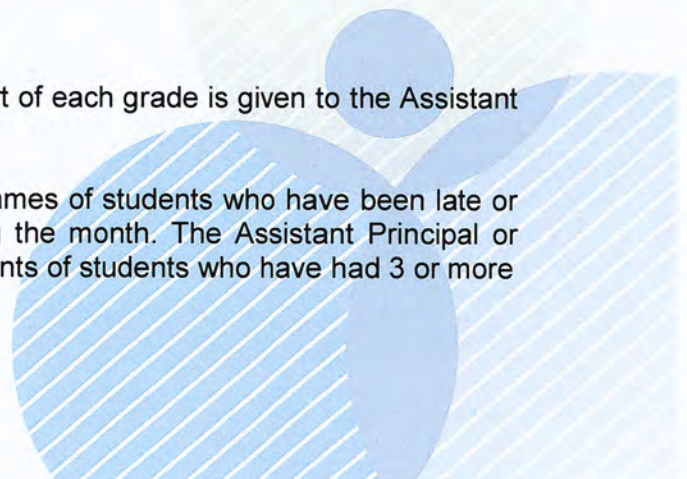 t of each grade is given to the Assistant
mes of students who have been late or
the month. The Assistant Principal or
nts of students who have had 3 or more